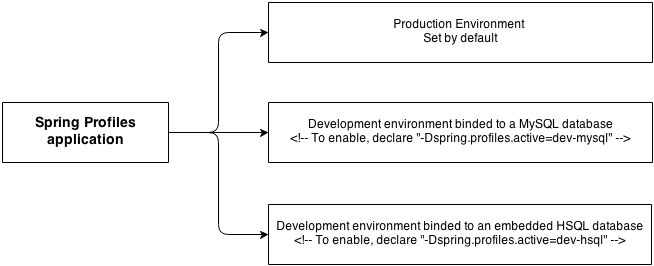 Production Environment
Set by default
Spring Profiles
application
Development environment binded to a MySQL database
<!-- To enable, declare "-Dspring.profiles.active=dev-mysql" -->
Development environment binded to an embedded HSQL database
<!-- To enable, declare "-Dspring.profiles.active=dev-hsql" -->